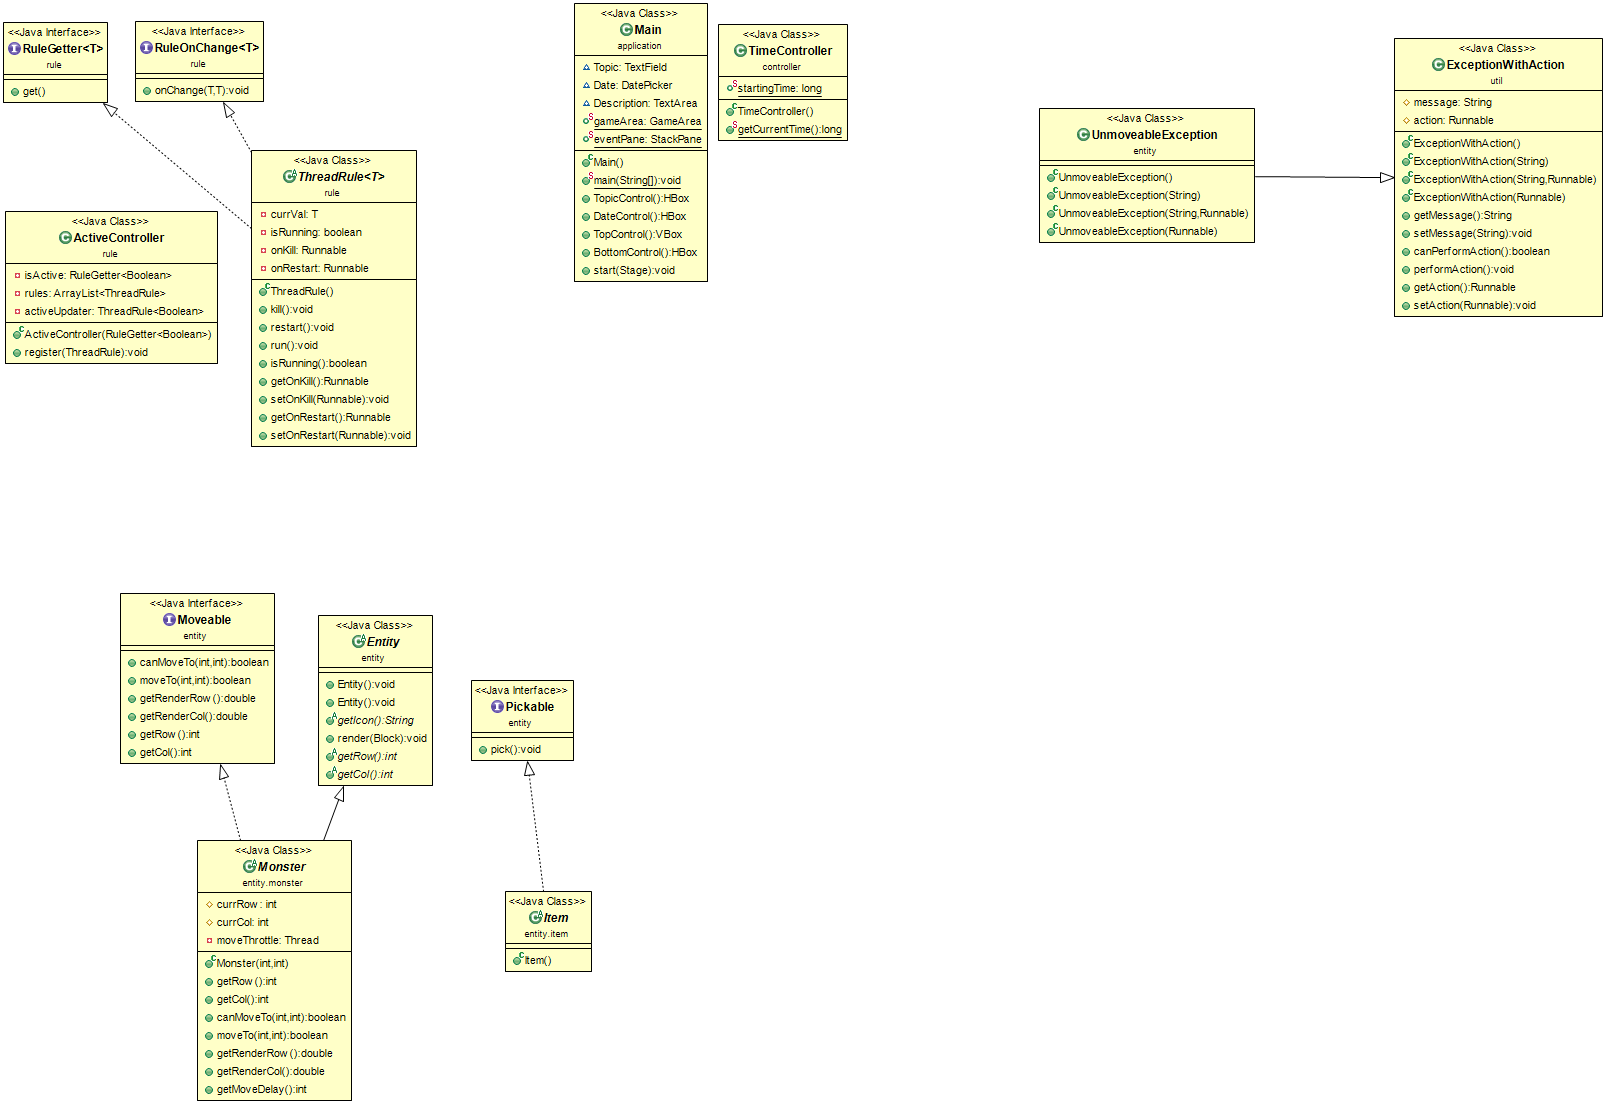 <<Java Interface>>
RuleGetter<T>
rule
get()
<<Java Interface>>
RuleOnChange<T>
rule
onChange(T,T):void
<<Java Class>>
ThreadRule<T>
rule
currVal: T
isRunning: boolean
onKill: Runnable
onRestart: Runnable
ThreadRule()
kill():void
restart():void
run():void
isRunning():boolean
getOnKill():Runnable
setOnKill(Runnable):void
getOnRestart():Runnable
setOnRestart(Runnable):void
<<Java Class>>
ActiveController
rule
isActive: RuleGetter<Boolean>
rules: ArrayList<ThreadRule>
activeUpdater: ThreadRule<Boolean>
ActiveController(RuleGetter<Boolean>)
register(ThreadRule):void
<<Java Class>>
Main
application
Topic: TextField
Date: DatePicker
Description: TextArea
gameArea: GameArea
eventPane: StackPane
Main()
main(String[]):void
TopicControl():HBox
DateControl():HBox
TopControl():VBox
BottomControl():HBox
start(Stage):void
<<Java Class>>
TimeController
controller
startingTime: long
TimeController()
getCurrentTime():long
<<Java Class>>
UnmoveableException
entity
UnmoveableException()
UnmoveableException(String)
UnmoveableException(String,Runnable)
UnmoveableException(Runnable)
<<Java Class>>
ExceptionWithAction
util
message: String
action: Runnable
ExceptionWithAction()
ExceptionWithAction(String)
ExceptionWithAction(String,Runnable)
ExceptionWithAction(Runnable)
getMessage():String
setMessage(String):void
canPerformAction():boolean
performAction():void
getAction():Runnable
setAction(Runnable):void
<<Java Interface>>
Moveable
entity
canMoveTo(int,int):boolean
moveTo(int,int):boolean
getRenderRow():double
getRenderCol():double
getRow():int
getCol():int
<<Java Class>>
Entity
entity
Entity():void
Entity():void
getIcon():String
render(Block):void
getRow():int
getCol():int
<<Java Interface>>
Pickable
entity
pick():void
<<Java Class>>
Monster
entity.monster
currRow: int
currCol: int
moveThrottle: Thread
Monster(int,int)
getRow():int
getCol():int
canMoveTo(int,int):boolean
moveTo(int,int):boolean
getRenderRow():double
getRenderCol():double
getMoveDelay():int
<<Java Class>>
Item
entity.item
Item()